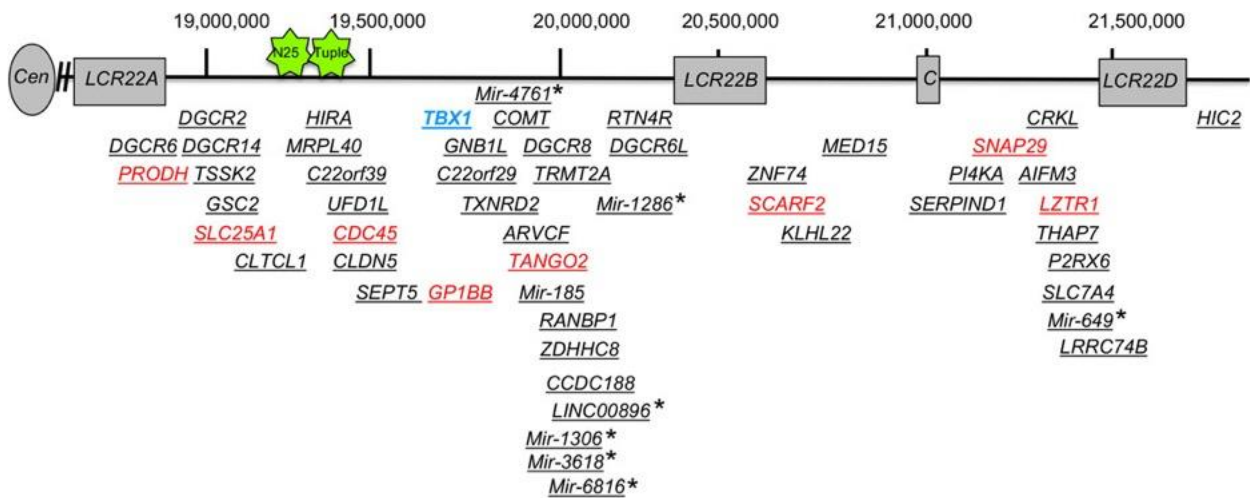 19,000,000 19,500,000 20,000,000 20,500,000 21,000,000 21,500,000
N25 Tuple
Cen LCR22A LCR22B C LCR22D
Mir-4761*
DGCR2 HIRA TBX1 COMT RTN4R CRKL HIC2
DGCR6 DGCR14 MRPL40 GNB1L DGCR8 DGCR6L MED15 SNAP29
PRODH TSSK2 C22orf39 C22orf29 TRMT2A ZNF74 PI4KA AIFM3
GSC2 UFD1L TXNRD2 Mir-1286* SCARF2 SERPIND1 LZTR1
SLC25A1 CDC45 ARVCF KLHL22 THAP7
CLTCL1 CLDN5 TANGO2 P2RX6
SEPT5 GP1BB Mir-185 SLC7A4
RANBP1 Mir-649*
ZDHHC8 LRRC74B
CCDC188
LINC00896*
Mir-1306*
Mir-3618*
Mir-6816*